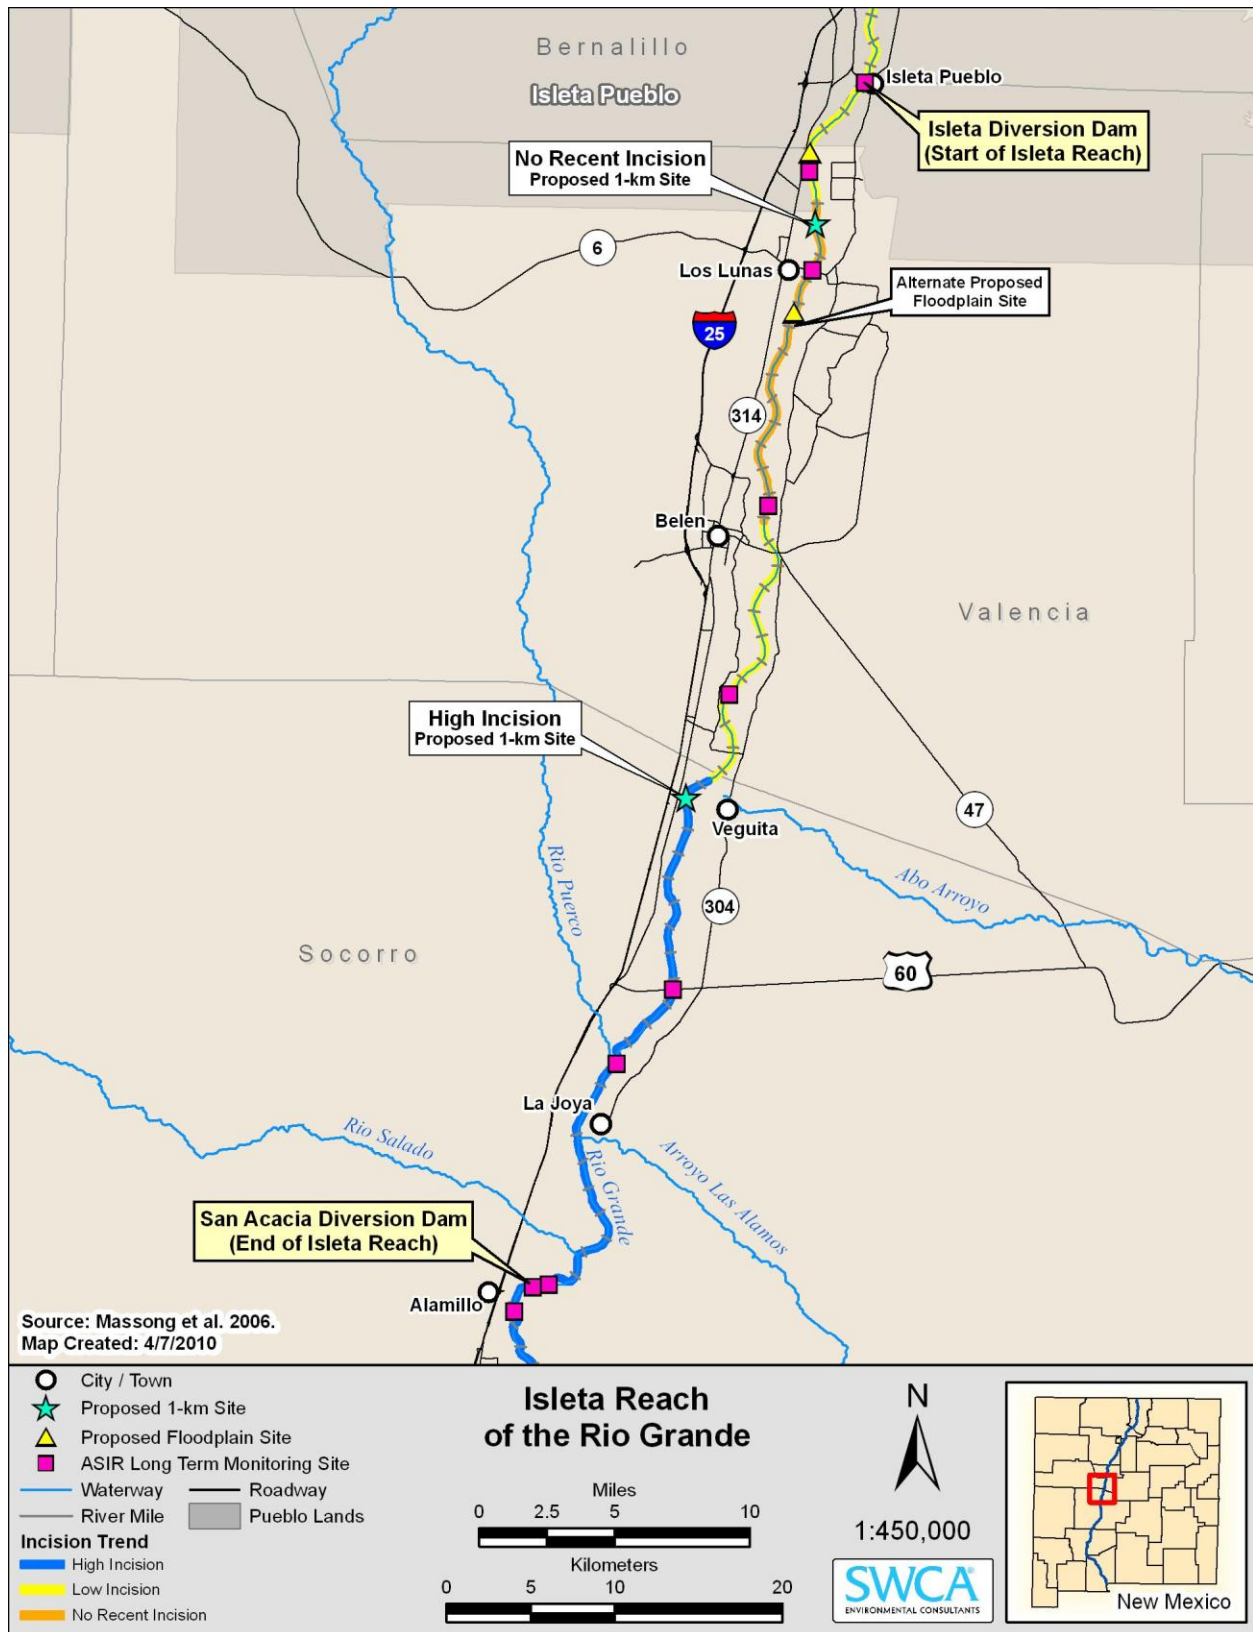 Bernalillo
Isleta Pueblo
Isleta Pueblo
Isleta Diversion Dam
(Start of Isleta Reach)
No Recent Incision
Proposed 1-km Site
6
Los Lunas
Alternate Proposed
Floodplain Site
25
314
Belen
Valencia
High Incision
Proposed 1-km Site
Veguita
47
Rio Puerco
Abo Arroyo
304
Socorro
60
La Joya
Rio Salado
Rio Grande
Arroyo Las Alamos
San Acacia Diversion Dam
(End of Isleta Reach)
Alamillo
Source: Massong et al. 2006.
Map Created: 4/7/2010
City / Town
Proposed 1-km Site
Proposed Floodplain Site
ASIR Long Term Monitoring Site
Waterway
Roadway
River Mile
Pueblo Lands
Incision Trend
High Incision
Low Incision
No Recent Incision
Isleta Reach
of the Rio Grande
Miles
0 2.5 5 10
Kilometers
0 5 10 20
N
1:450,000
SWCA
ENVIRONMENTAL CONSULTANTS
New Mexico